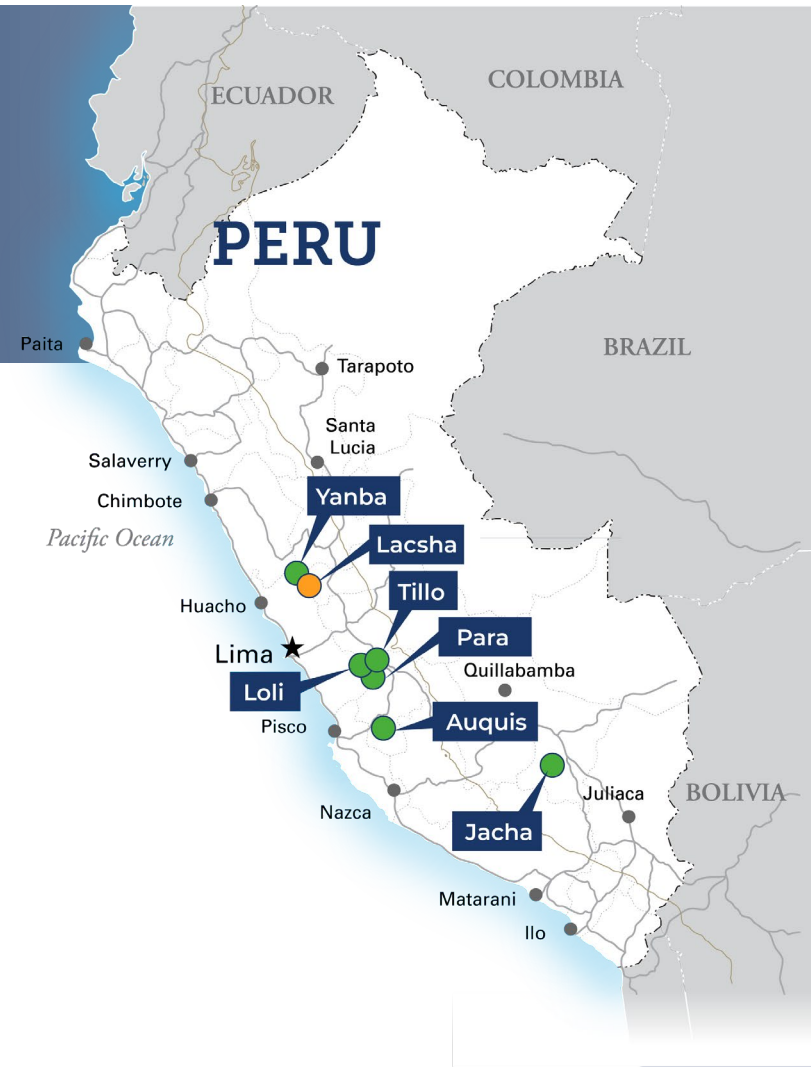 COLOMBIA
ECUADOR
PERU
Paita
BRAZIL
Tarapoto
Santa
Lucia
Salaverry
Yanba
Chimbote
Pacific Ocean
Lacsha
Tillo
Huacho
Para
Lima
Quillabamba
Loli
Auquis
Pisco
Juliaca
BOLIVIA
Nazca
Jacha
Matarani
Ilo